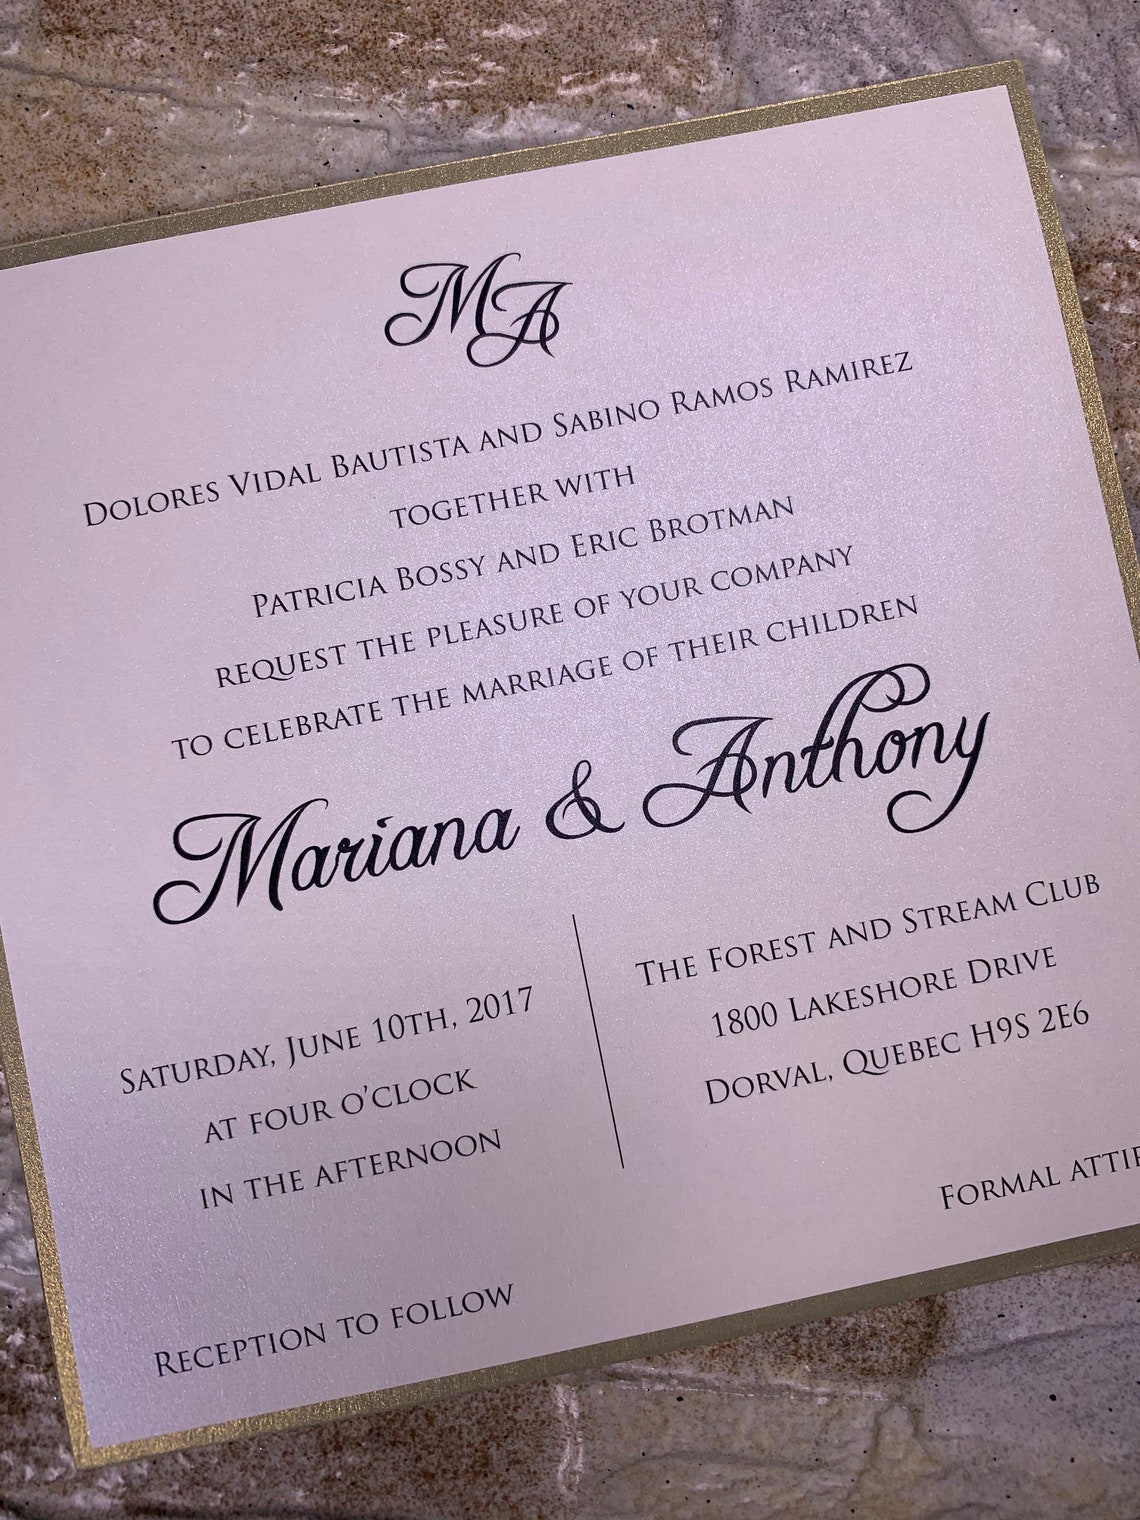 MA
Dolores Vidal Bautista and Sabino Ramos Ramirez
together with
Patricia Bossy and Eric Brotman
request the pleasure of your company
to celebrate the marriage of their children
Mariana & Anthony
Saturday, June 10th, 2017
at four o'clock
in the afternoon
The Forest and Stream Club
1800 Lakeshore Drive
Dorval, Quebec H9S 2E6
Reception to follow
Formal